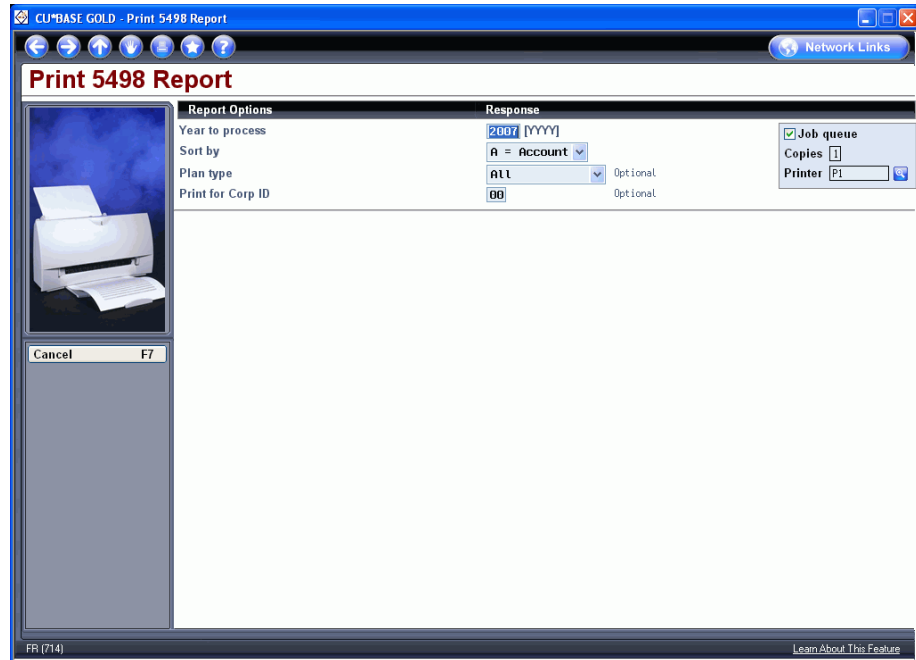 CU*BASE GOLD - Print 5498 Report
Network Links
Print 5498 Report
Report Options Response
Year to process 2007 [YYYY]
Sort by A = Account
Plan type All Optional
Print for Corp ID 00 Optional
Job queue
Copies 1
Printer P1
Cancel F7
FR (714) Learn About This Feature